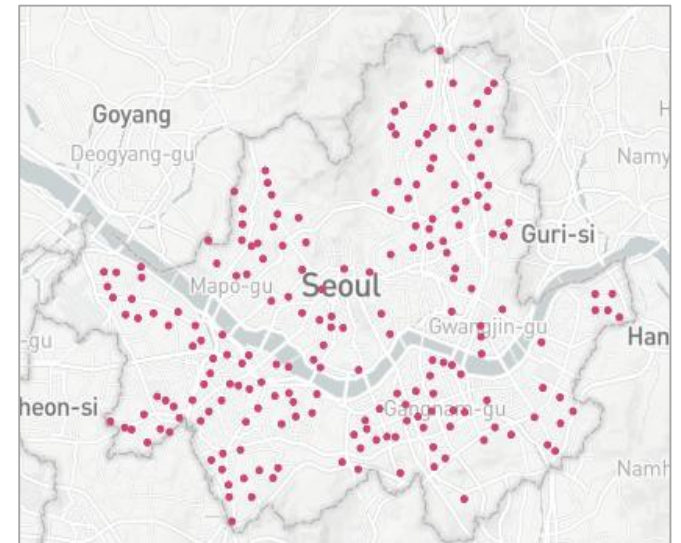 Goyang
Deogyang-gu
H
Namy
Guri-si
Mapo-gu
Seoul
Gwangjin-gu
-gu
Han
heon-si
Gangnam-gu
Namh